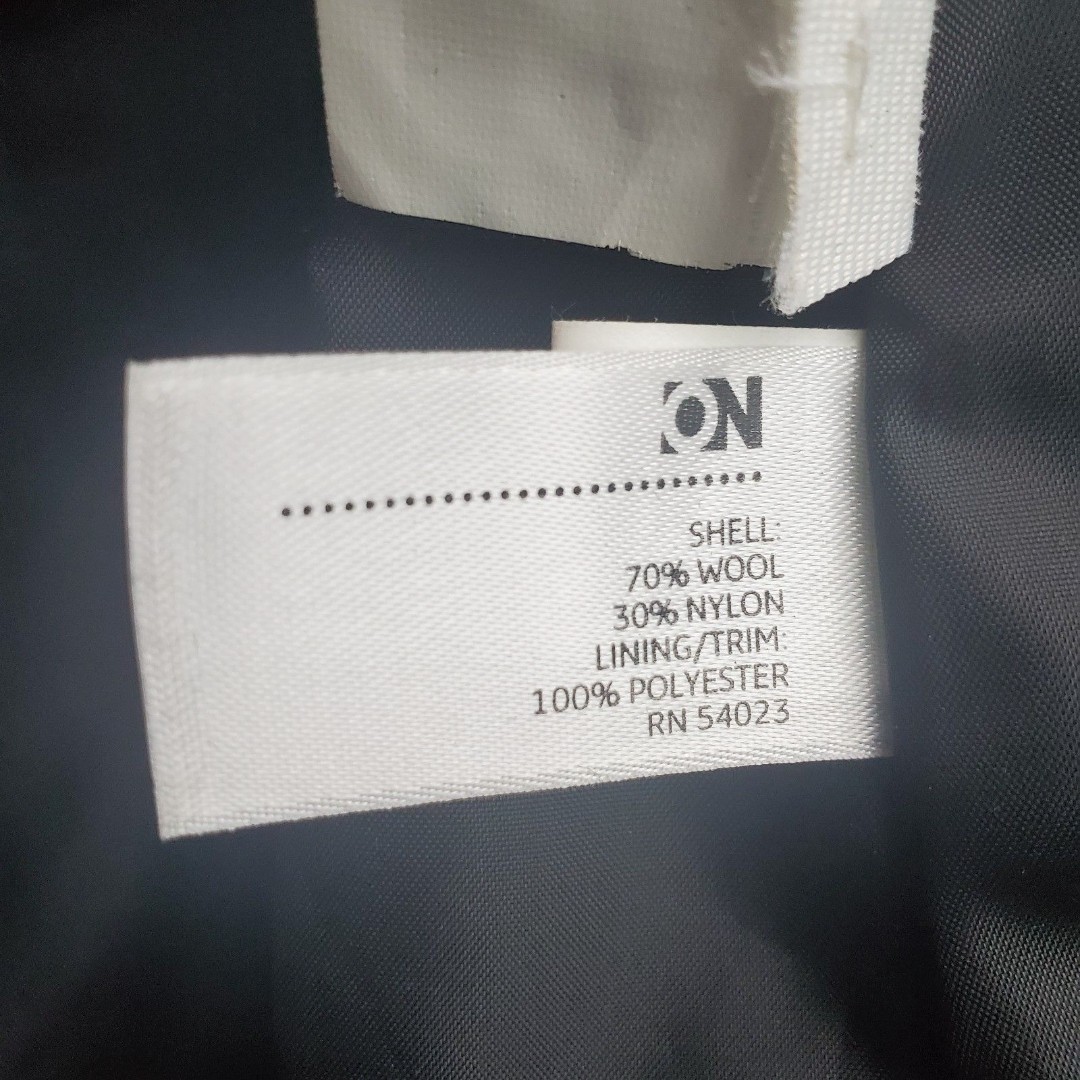 ON
SHELL:
70% WOOL
30% NYLON
LINING/TRIM:
100% POLYESTER
RN 54023